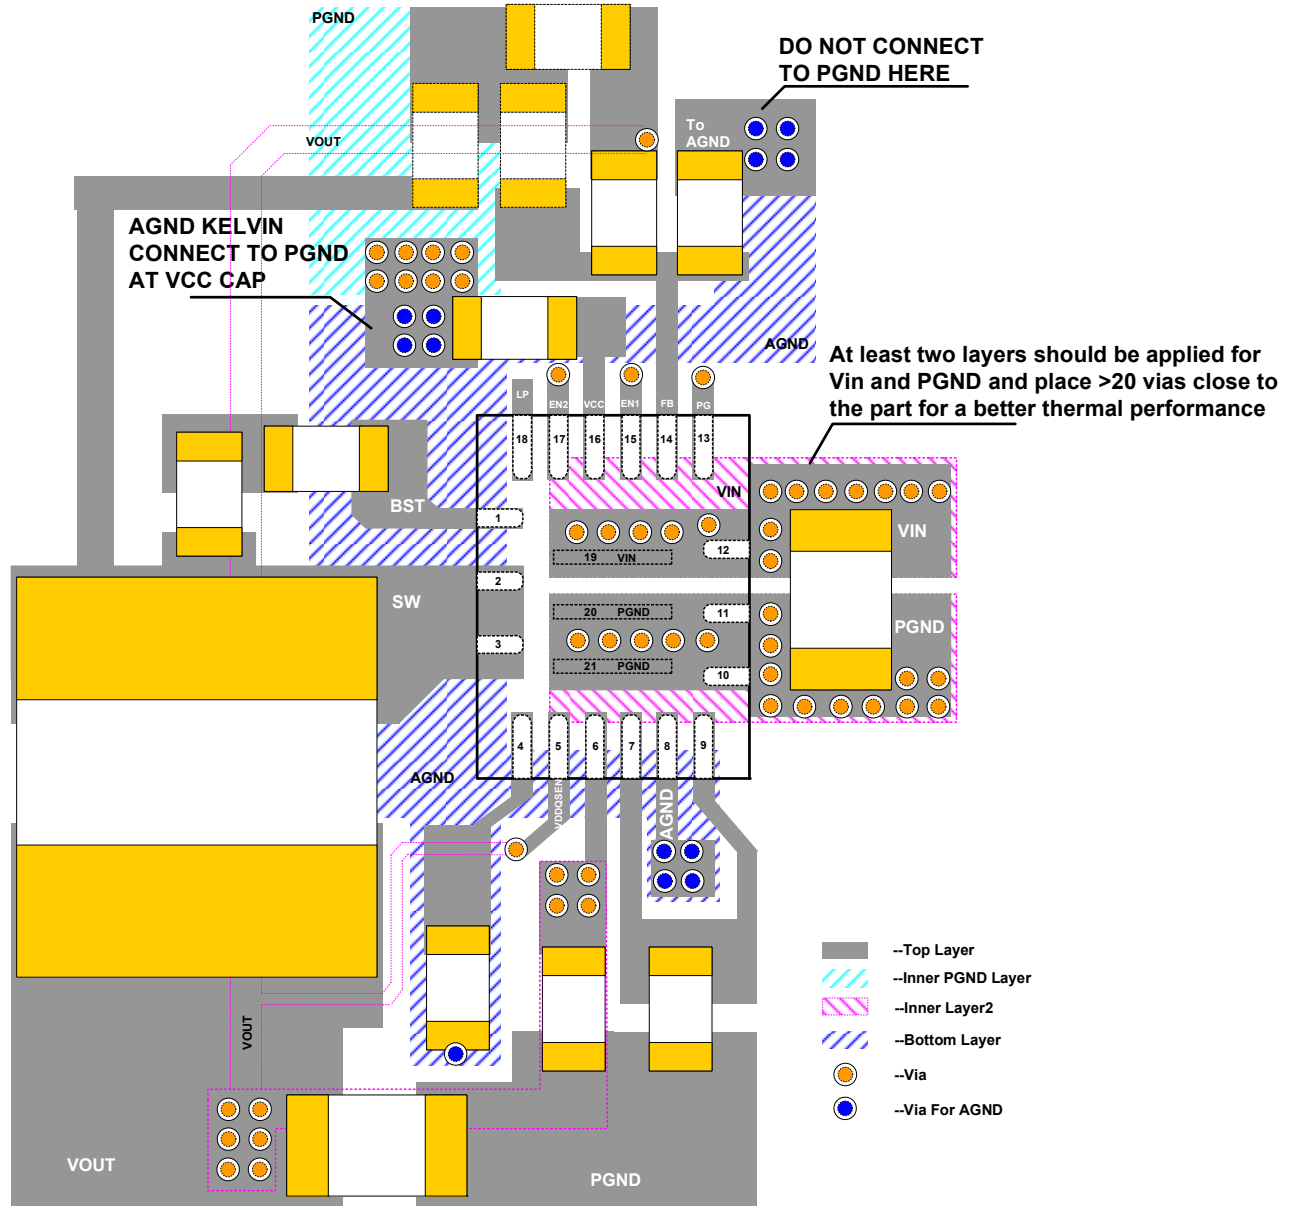 PGND
DO NOT CONNECT
TO PGND HERE
To
AGND
VOUT
AGND KELVIN
CONNECT TO PGND
AT VCC CAP
AGND
At least two layers should be applied for
Vin and PGND and place >20 vias close to
the part for a better thermal performance
LP
EN2
VCC
EN1
FB
PG
18
17
16
15
14
13
VIN
BST
1
VIN
19 VIN
12
2
SW
20 PGND
11
PGND
3
21 PGND
10
4
5
6
7
8
9
AGND
VDDQSEN
AGND
--Top Layer
--Inner PGND Layer
--Inner Layer2
--Bottom Layer
--Via
--Via For AGND
VOUT
VOUT
PGND